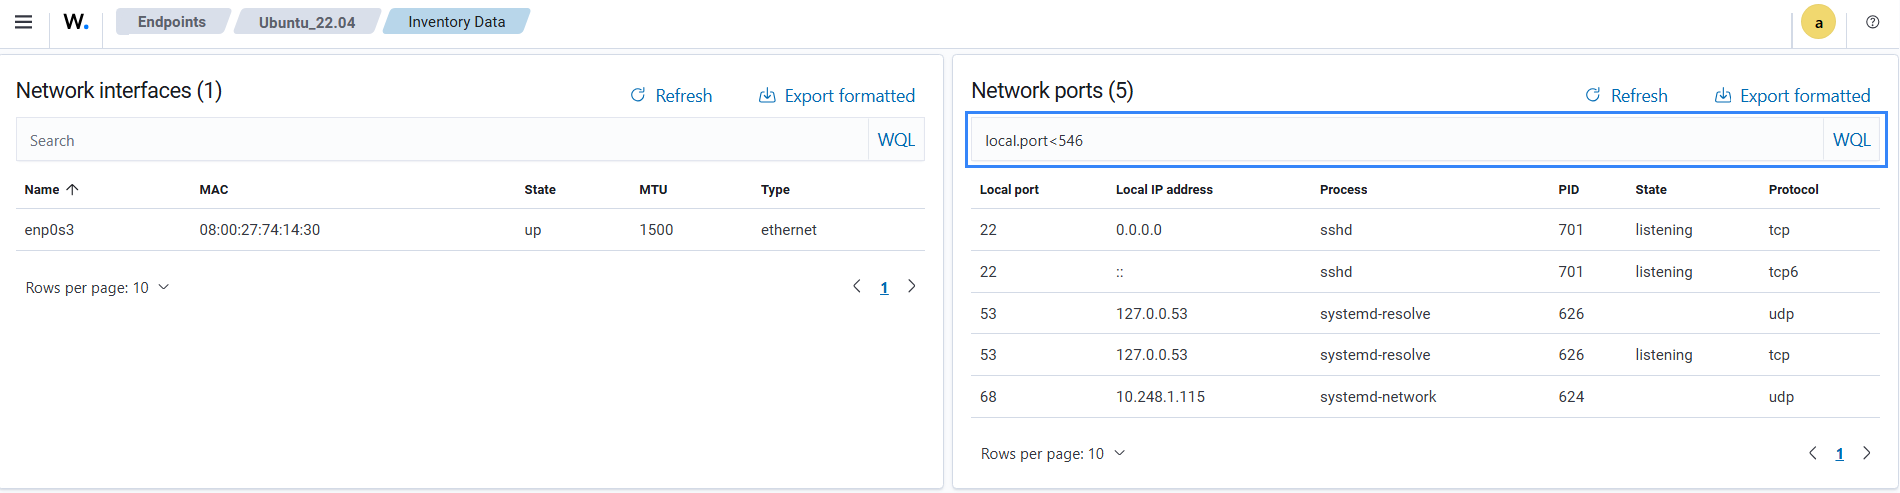 W. Endpoints Ubuntu_22.04 Inventory Data a
Network interfaces (1) Refresh Export formatted
Search WQL
Name MAC State MTU Type
enp0s3 08:00:27:74:14:30 up 1500 ethernet
Rows per page: 10 1
Network ports (5) Refresh Export formatted
local.port<546 WQL
Local port Local IP address Process PID State Protocol
22 0.0.0.0 sshd 701 listening tcp
22 :: sshd 701 listening tcp6
53 127.0.0.53 systemd-resolve 626 udp
53 127.0.0.53 systemd-resolve 626 listening tcp
68 10.248.1.115 systemd-network 624 udp
Rows per page: 10 1